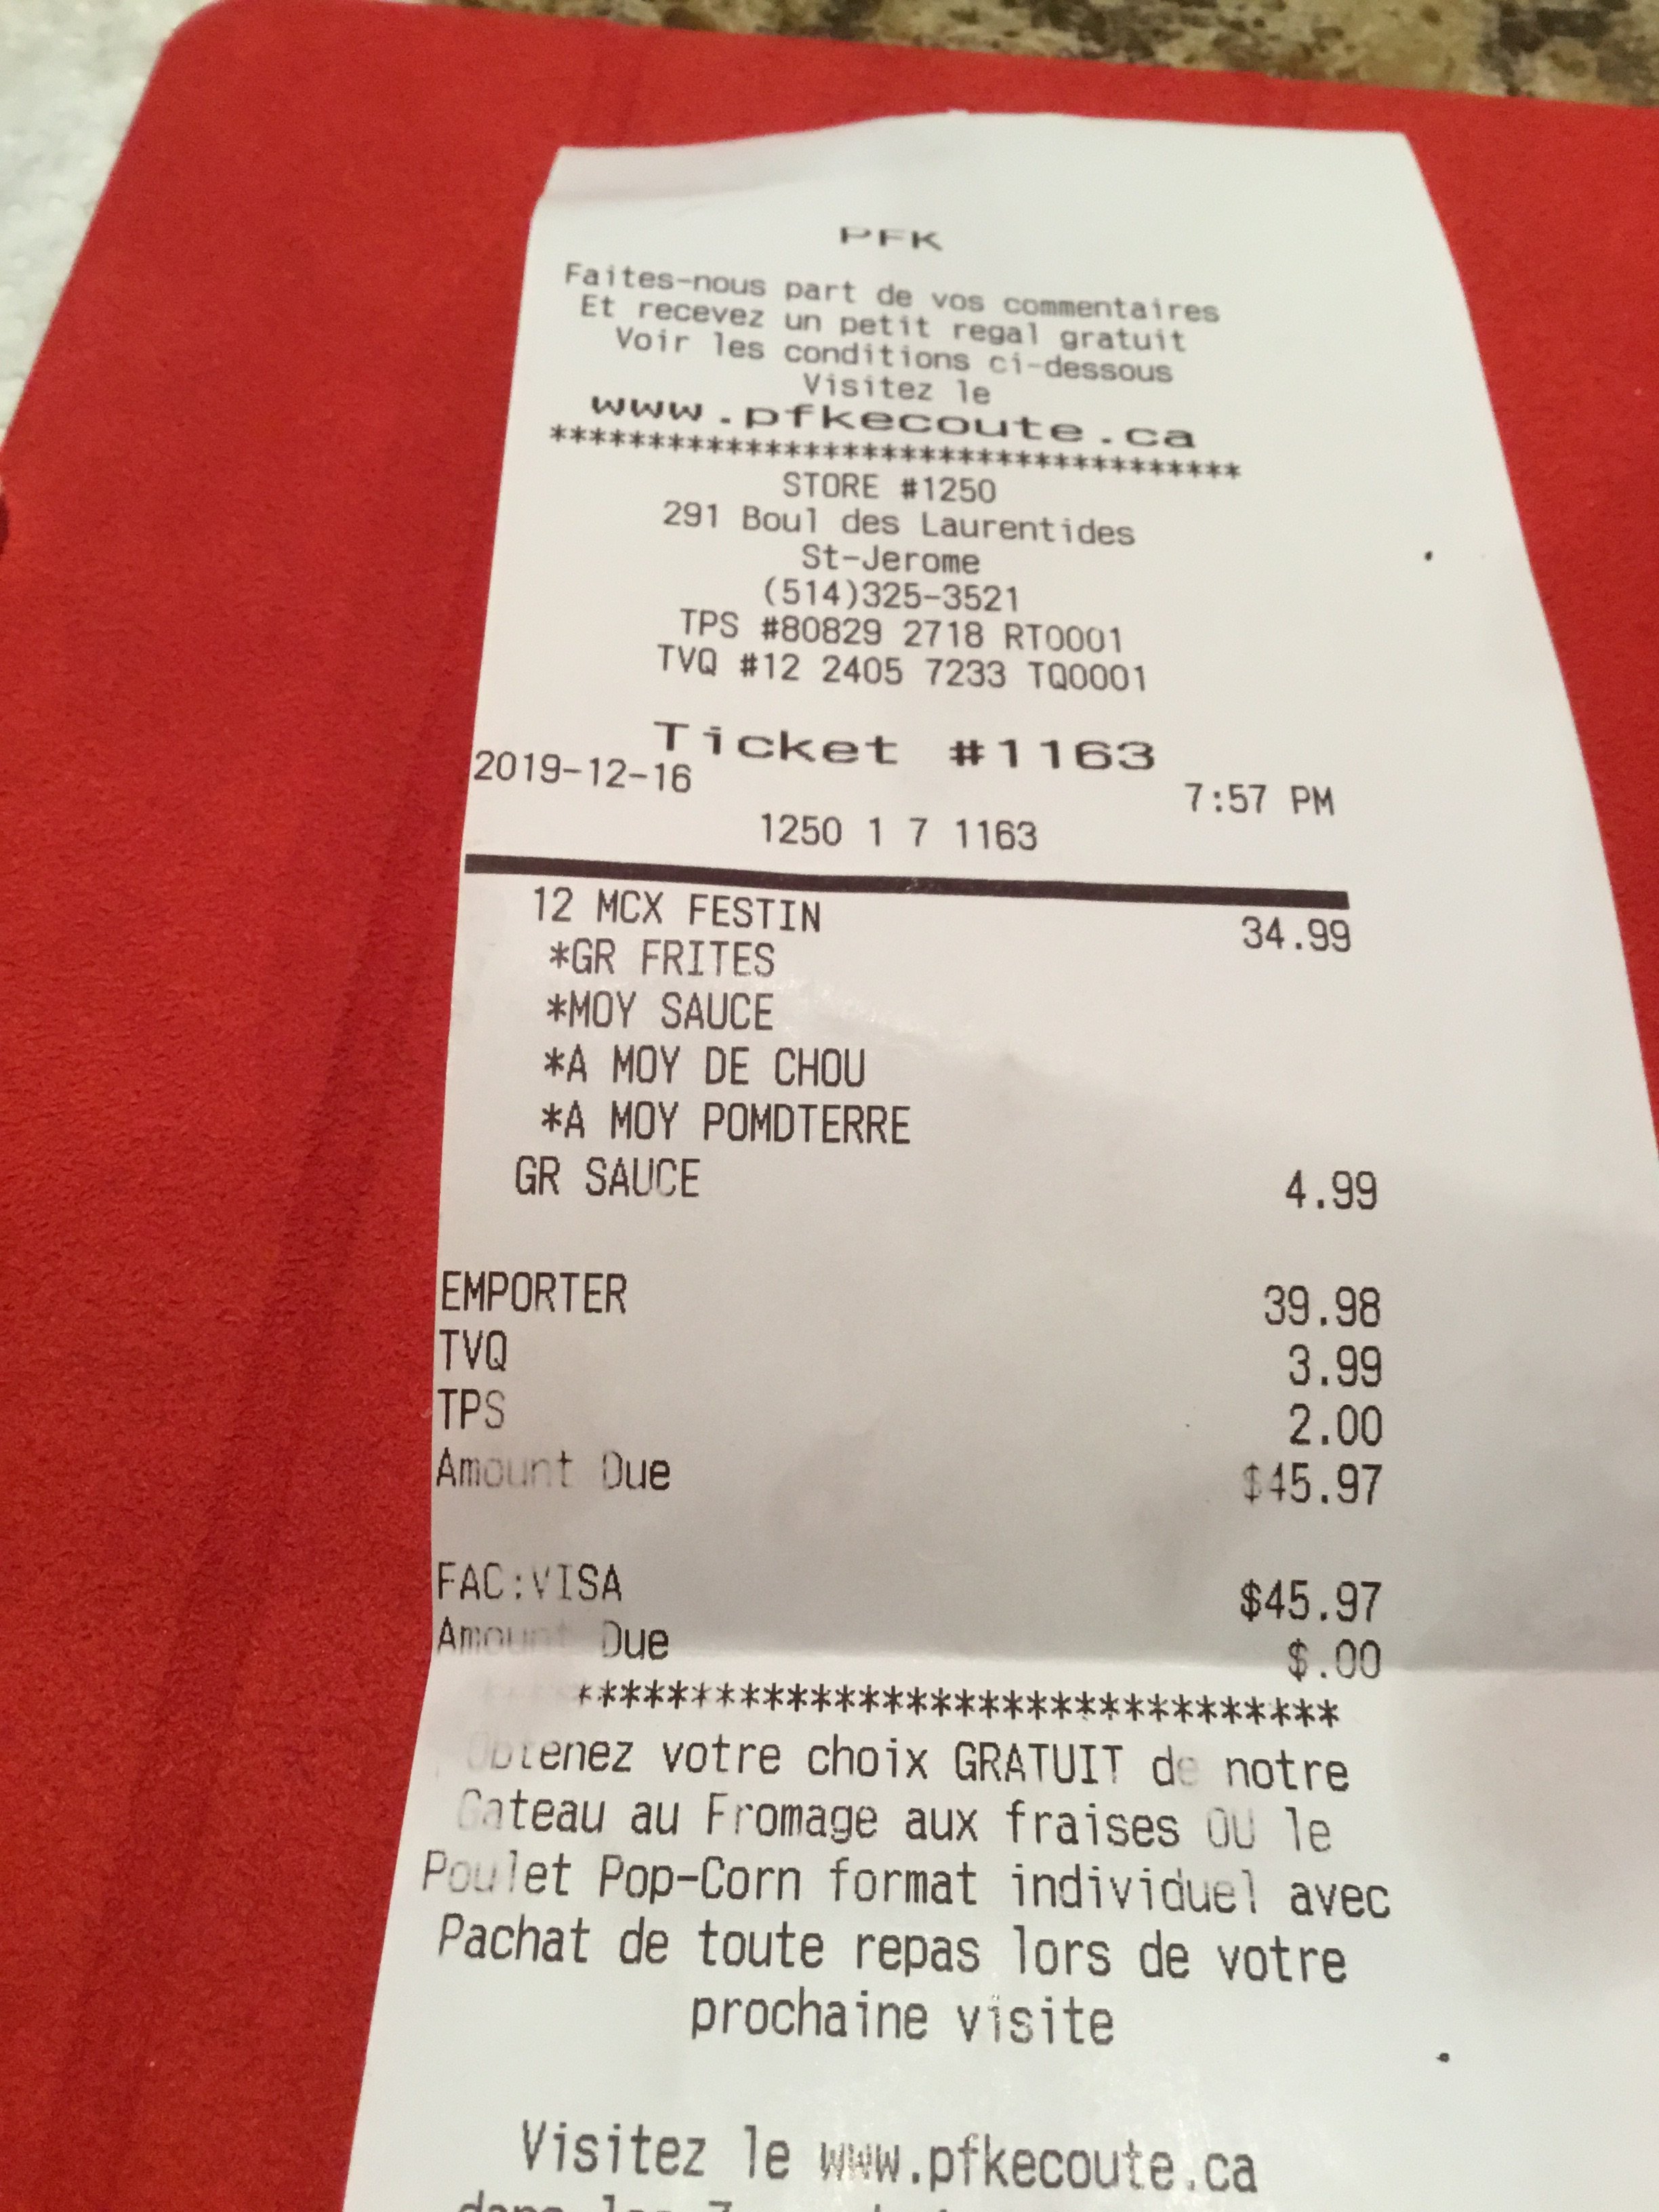 PFK
Faites-nous part de vos commentaires
Et recevez un petit regal gratuit
Voir les conditions ci-dessous
Visitez le
www.pfkecoute.ca
************************************
STORE #1250
291 Boul des Laurentides
St-Jerome
(514)325-3521
TPS #80829 2718 RT0001
TVQ #12 2405 7233 TQ0001
Ticket #1163
2019-12-16 7:57 PM
1250 1 7 1163
12 MCX FESTIN 34.99
*GR FRITES
*MOY SAUCE
*A MOY DE CHOU
*A MOY POMDTERRE
GR SAUCE 4.99
EMPORTER 39.98
TVQ 3.99
TPS 2.00
Amount Due $45.97
FAC:VISA $45.97
Amount Due $.00
********************************
Obtenez votre choix GRATUIT de notre
Gateau au Fromage aux fraises OU le
Poulet Pop-Corn format individuel avec
Pachat de toute repas lors de votre
prochaine visite
Visitez le www.pfkecoute.ca
dans les 7